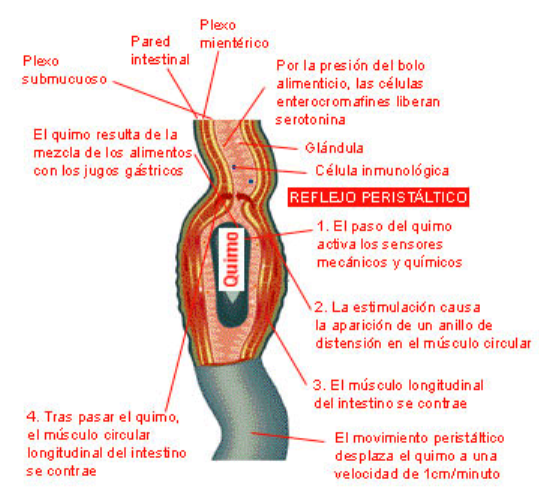 Plexo
mientérico
Pared
intestinal
Plexo
submucuoso
Por la presión del bolo
alimenticio, las células
enterocromafines liberan
serotonina
El quimo resulta de la
mezcla de los alimentos
con los jugos gástricos
Glándula
Célula inmunológica
REFLEJO PERISTÁLTICO
1. El paso del quimo
activa los sensores
mecánicos y químicos
Quimo
2. La estimulación causa
la aparición de un anillo de
distensión en el músculo circular
3. El músculo longitudinal
del intestino se contrae
4. Tras pasar el quimo,
el músculo circular
longitudinal del intestino
se contrae
El movimiento peristáltico
desplaza el quimo a una
velocidad de 1cm/minuto